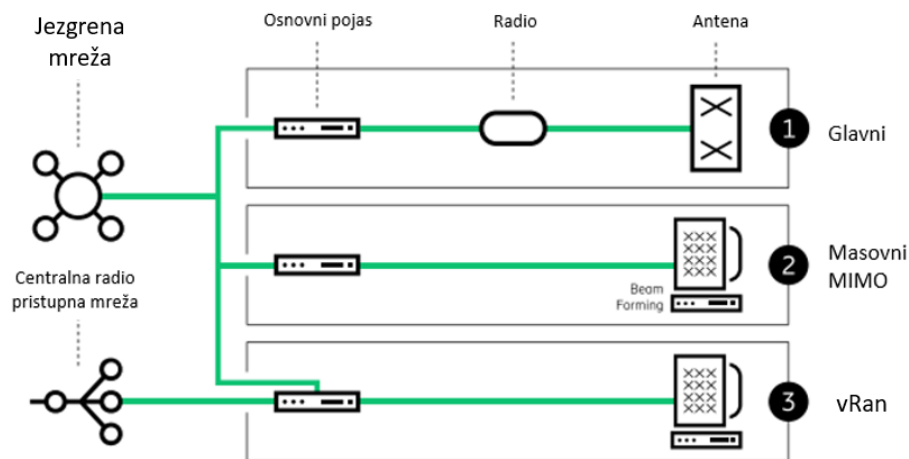 Jezgrena
mreža
Osnovni pojas
Radio
Antena
1
Glavni
2
Masovni
MIMO
Beam
Forming
Centralna radio
pristupna mreža
3
vRan